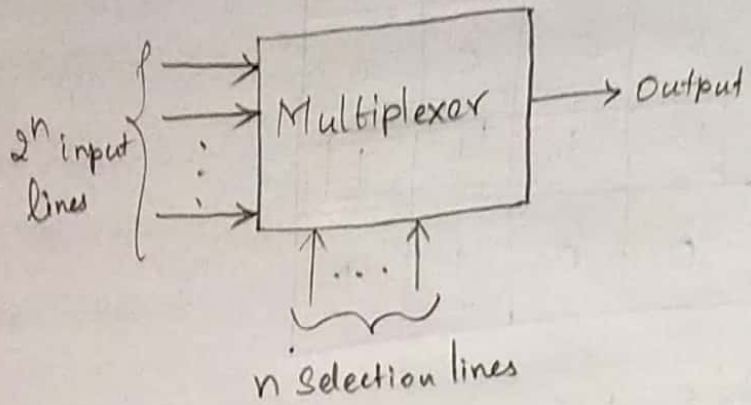 2ⁿ input
lines
Multiplexer
Output
n selection lines